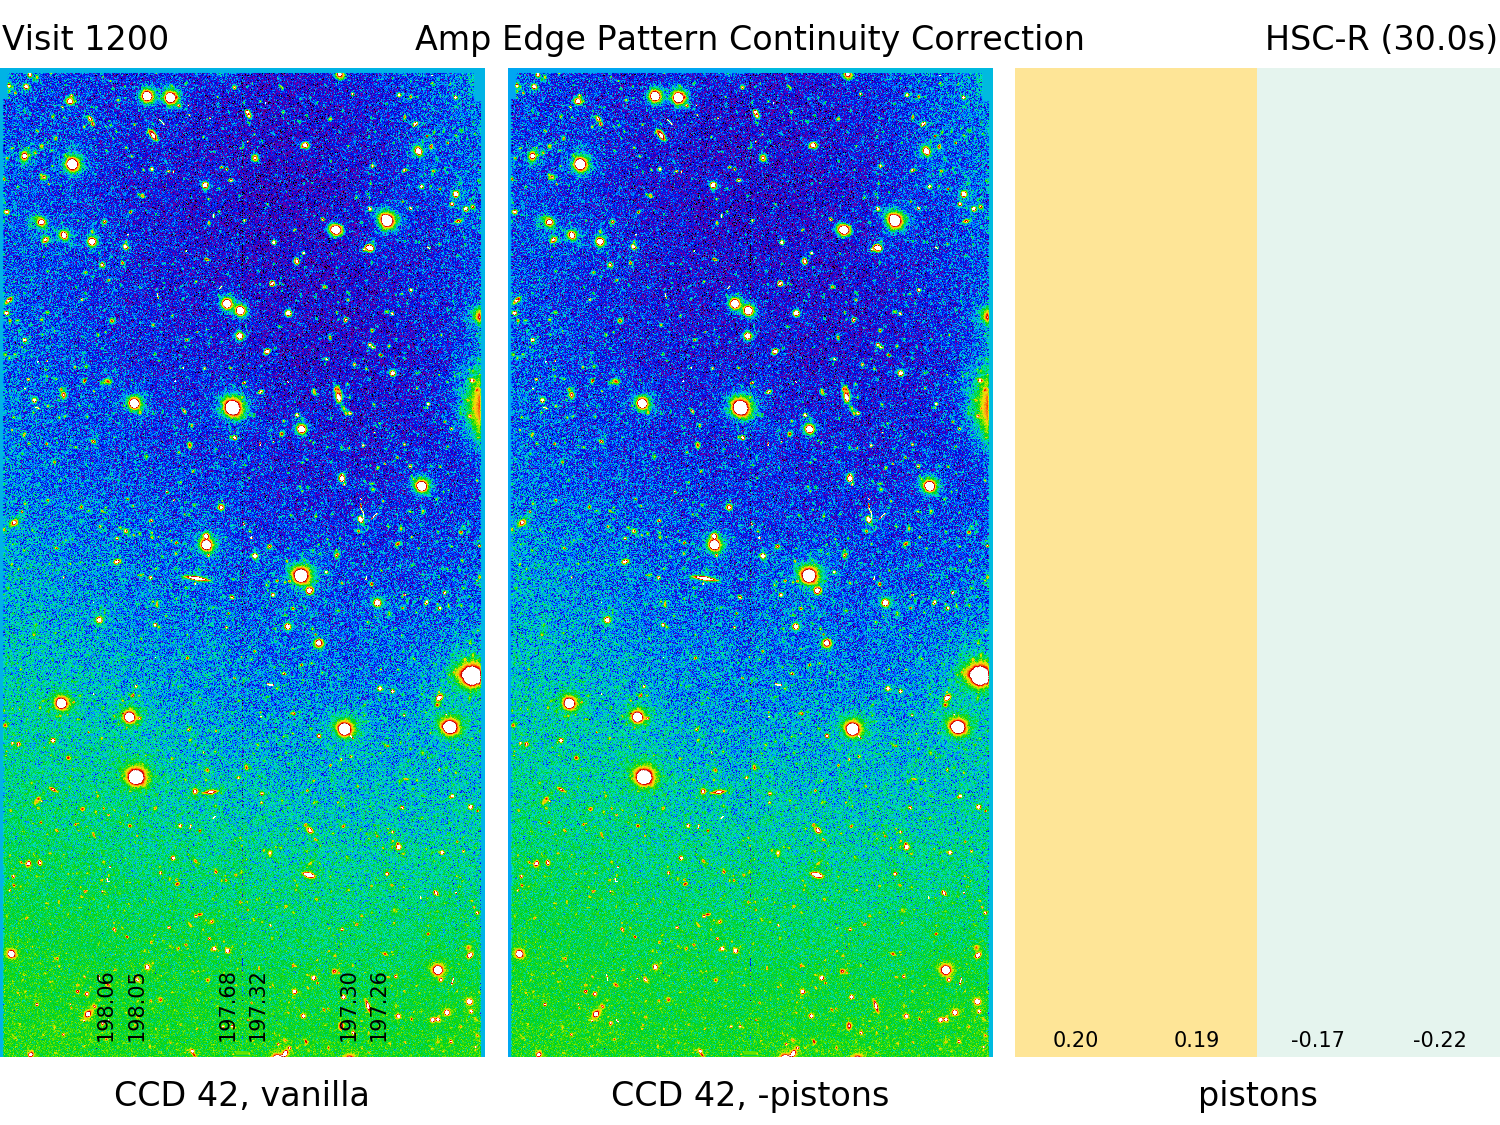 Visit 1200
Amp Edge Pattern Continuity Correction
HSC-R (30.0s)
198.06
198.05
197.68
197.32
197.30
197.26
0.20
0.19
-0.17
-0.22
CCD 42, vanilla
CCD 42, -pistons
pistons